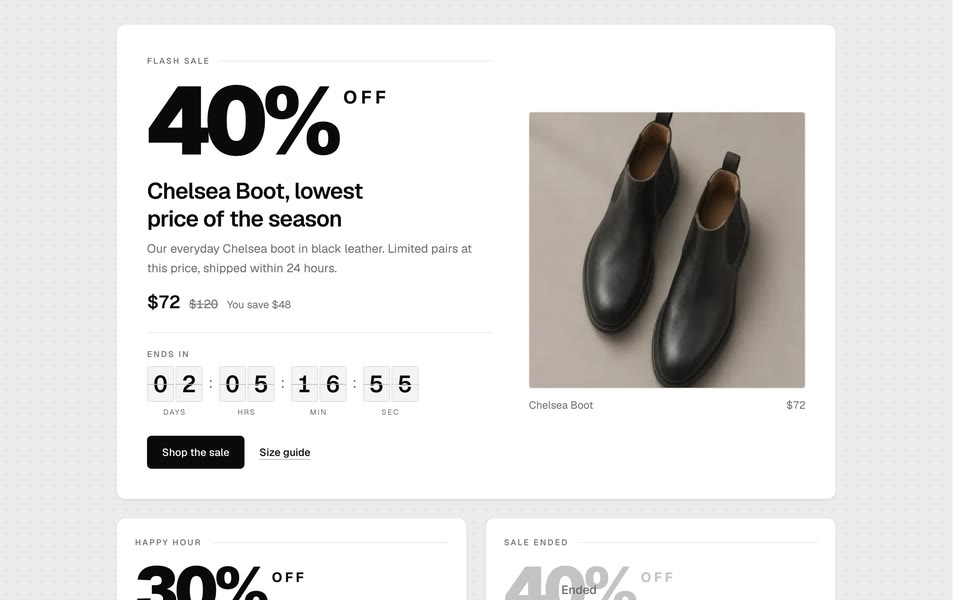 FLASH SALE
40% OFF
Chelsea Boot, lowest
price of the season
Our everyday Chelsea boot in black leather. Limited pairs at
this price, shipped within 24 hours.
$72 $120 You save $48
ENDS IN
02 : 05 : 16 : 55
DAYS HRS MIN SEC
Shop the sale Size guide
Chelsea Boot $72
HAPPY HOUR
30% OFF
SALE ENDED
40% OFF
Ended